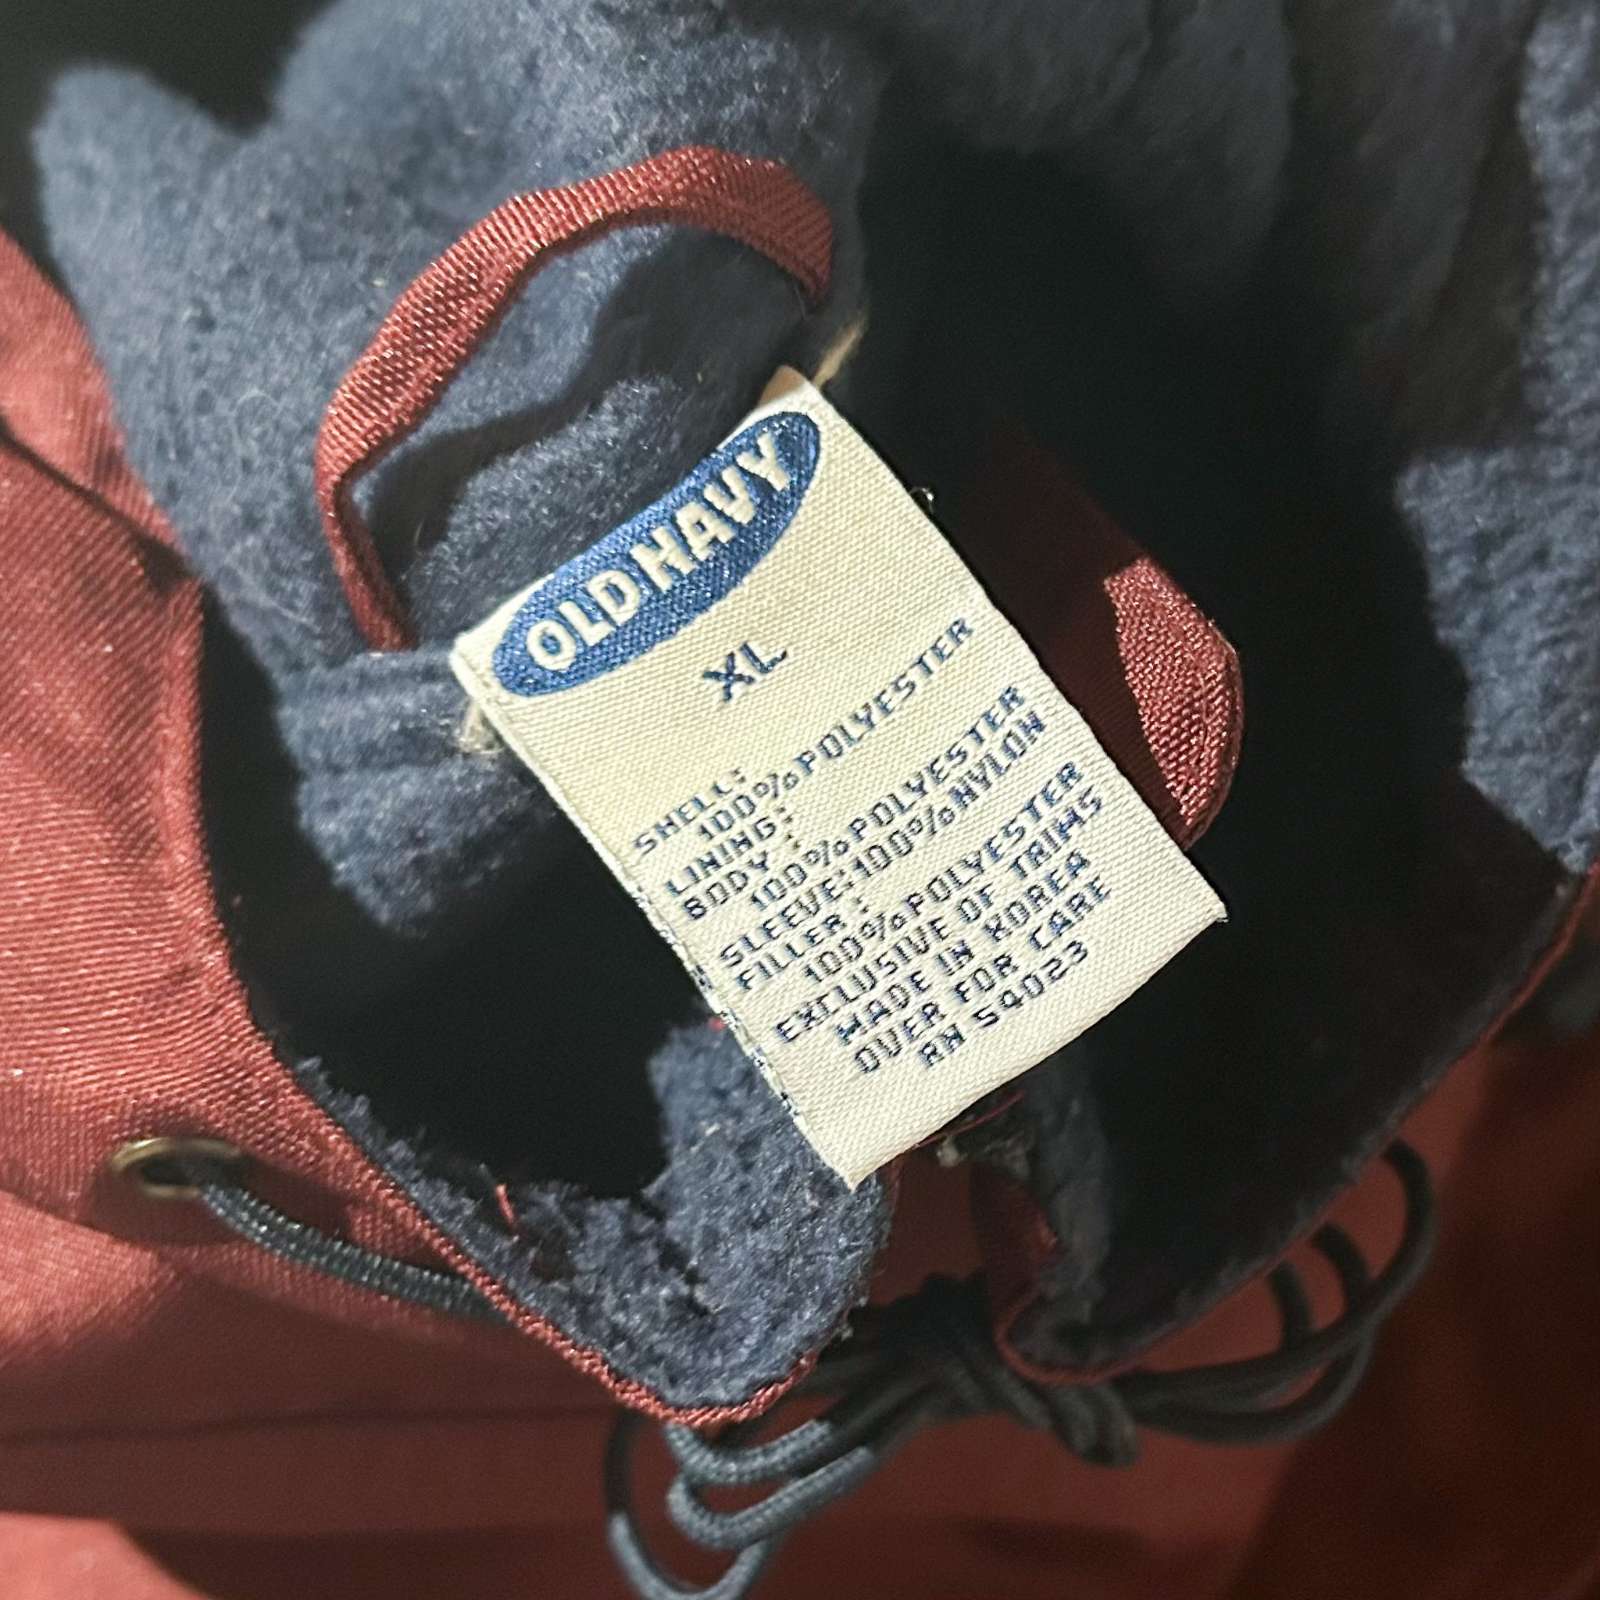 OLD NAVY
XL
SHELL:
100% POLYESTER
LINING:
BODY:
100% POLYESTER
SLEEVE: 100% NYLON
FILLER:
100% POLYESTER
EXCLUSIVE OF TRIMS
MADE IN KOREA
OVER FOR CARE
RN 54023